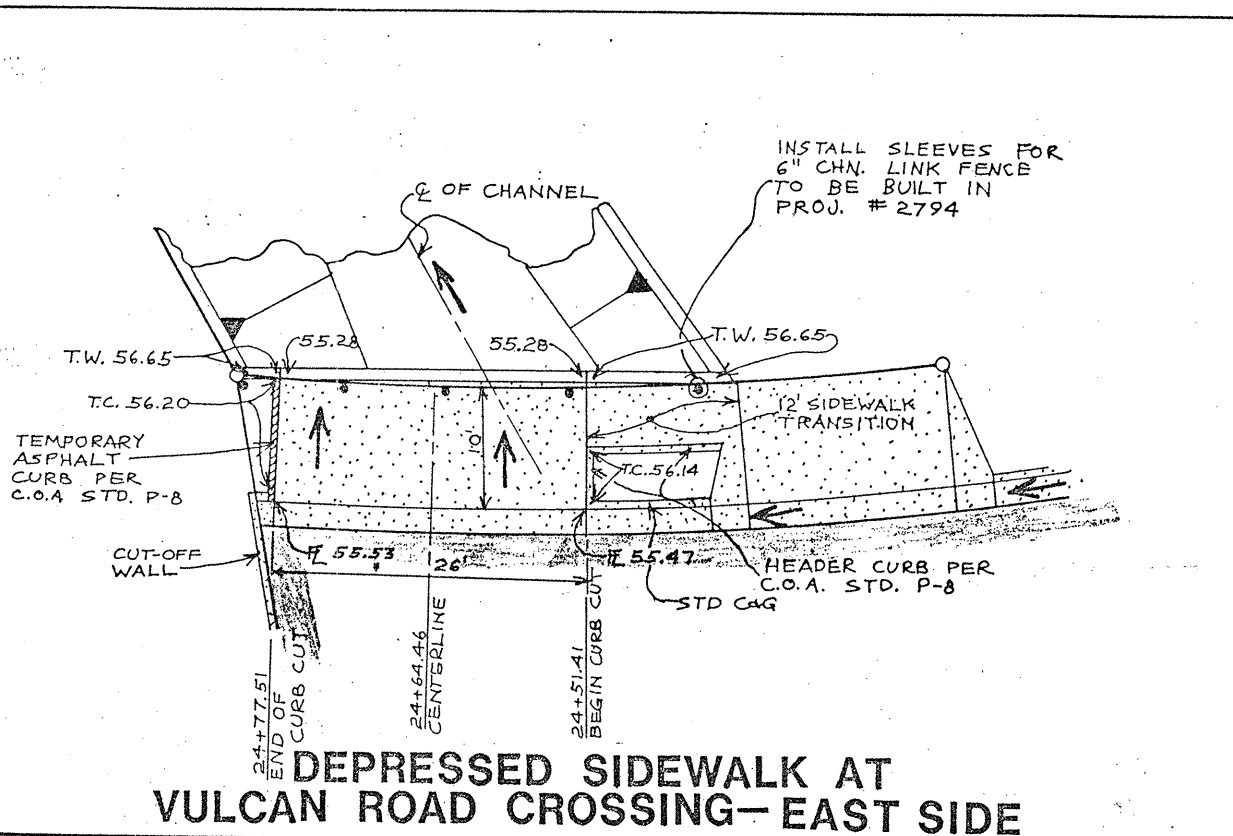 INSTALL SLEEVES FOR
6" CHN. LINK FENCE
TO BE BUILT IN
PROJ. # 2794
℄ OF CHANNEL
T.W. 56.65
55.28
55.28
T.W. 56.65
T.C. 56.20
12' SIDEWALK
TRANSITION
10'
T.C. 56.14
TEMPORARY
ASPHALT
CURB PER
C.O.A STD. P-8
CUT-OFF
WALL
55.53
26'
55.47
HEADER CURB PER
C.O.A. STD. P-8
STD C&G
24+77.51
END OF
CURB CUT
24+64.46
CENTERLINE
24+51.41
BEGIN CURB CUT
DEPRESSED SIDEWALK AT
VULCAN ROAD CROSSING—EAST SIDE